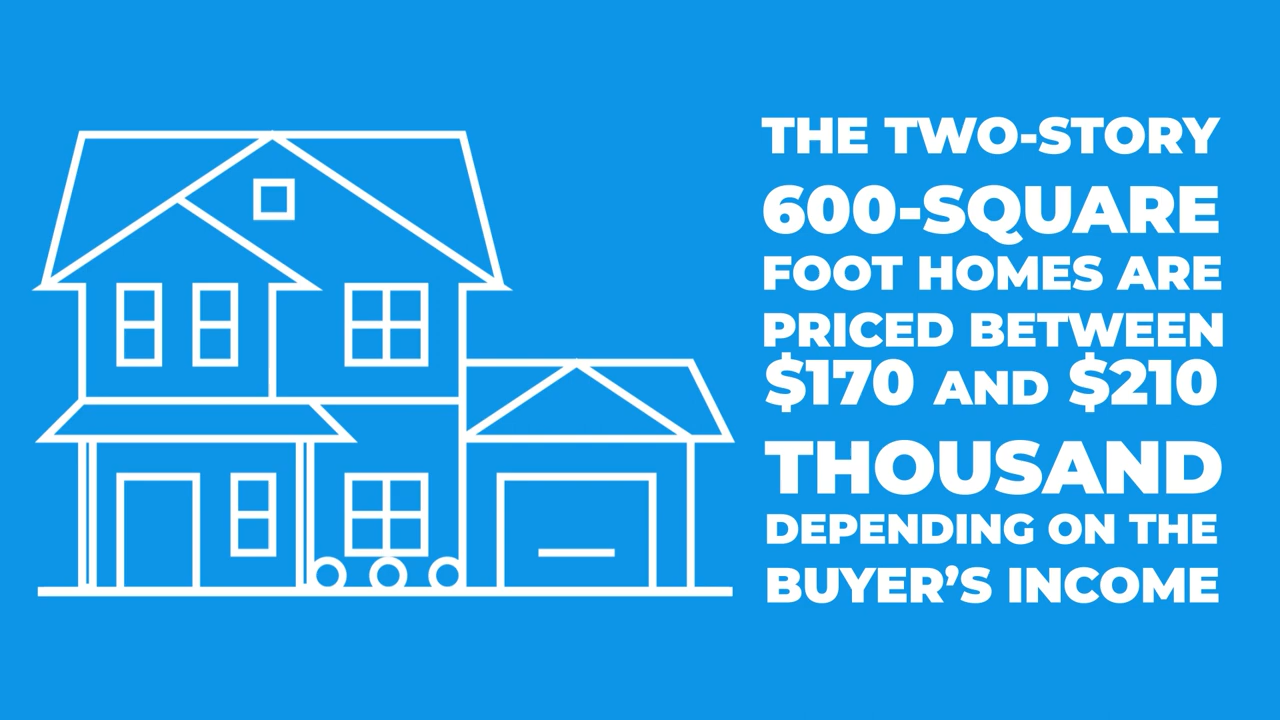 THE TWO-STORY
600-SQUARE
FOOT HOMES ARE
PRICED BETWEEN
$170 AND $210
THOUSAND
DEPENDING ON THE
BUYER’S INCOME